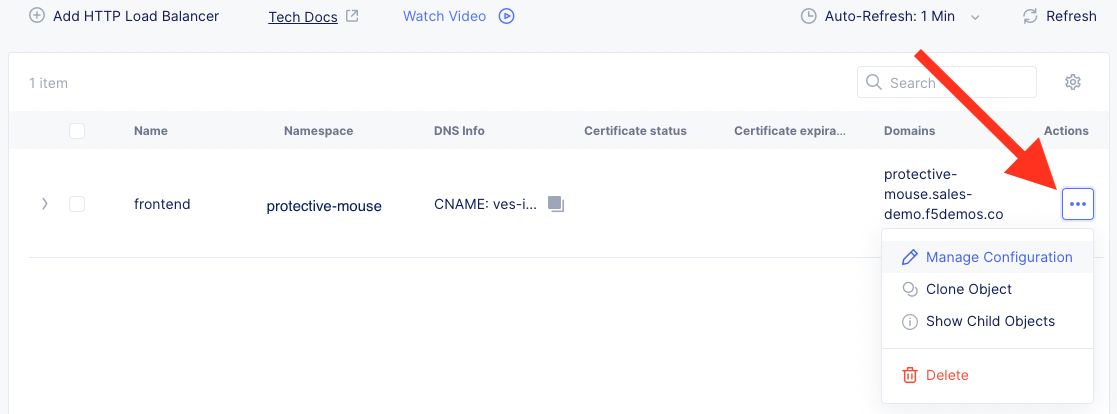 Add HTTP Load Balancer Tech Docs Watch Video Auto-Refresh: 1 Min Refresh
1 item Search
Name Namespace DNS Info Certificate status Certificate expira... Domains Actions
frontend protective-mouse CNAME: ves-i... protective-
mouse.sales-
demo.f5demos.co
Manage Configuration
Clone Object
Show Child Objects
Delete